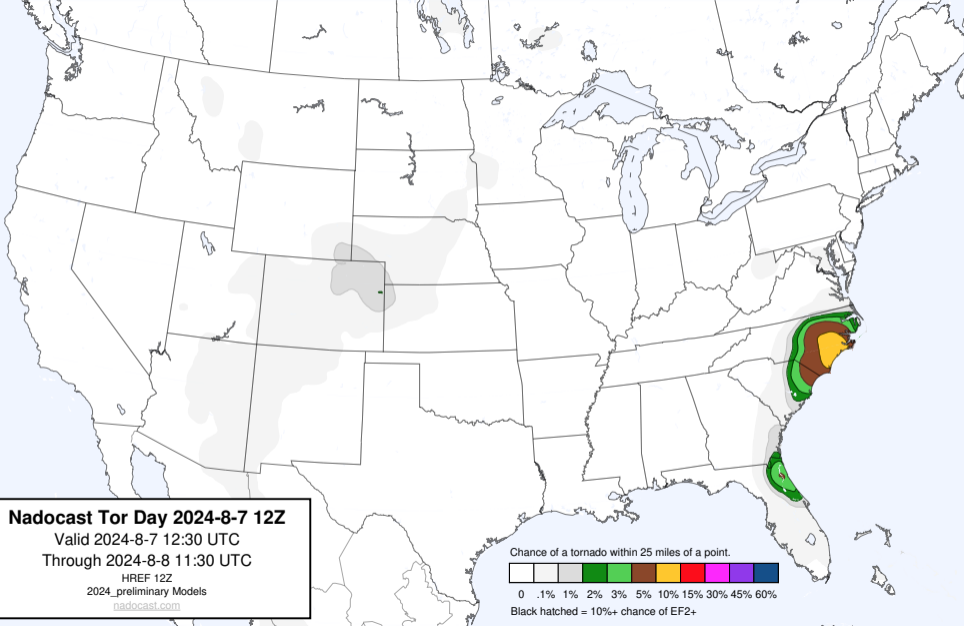 Nadocast Tor Day 2024-8-7 12Z
Valid 2024-8-7 12:30 UTC
Through 2024-8-8 11:30 UTC
HREF 12Z
2024_preliminary Models
nadocast.com
Chance of a tornado within 25 miles of a point.
0 .1% 1% 2% 3% 5% 10% 15% 30% 45% 60%
Black hatched = 10%+ chance of EF2+